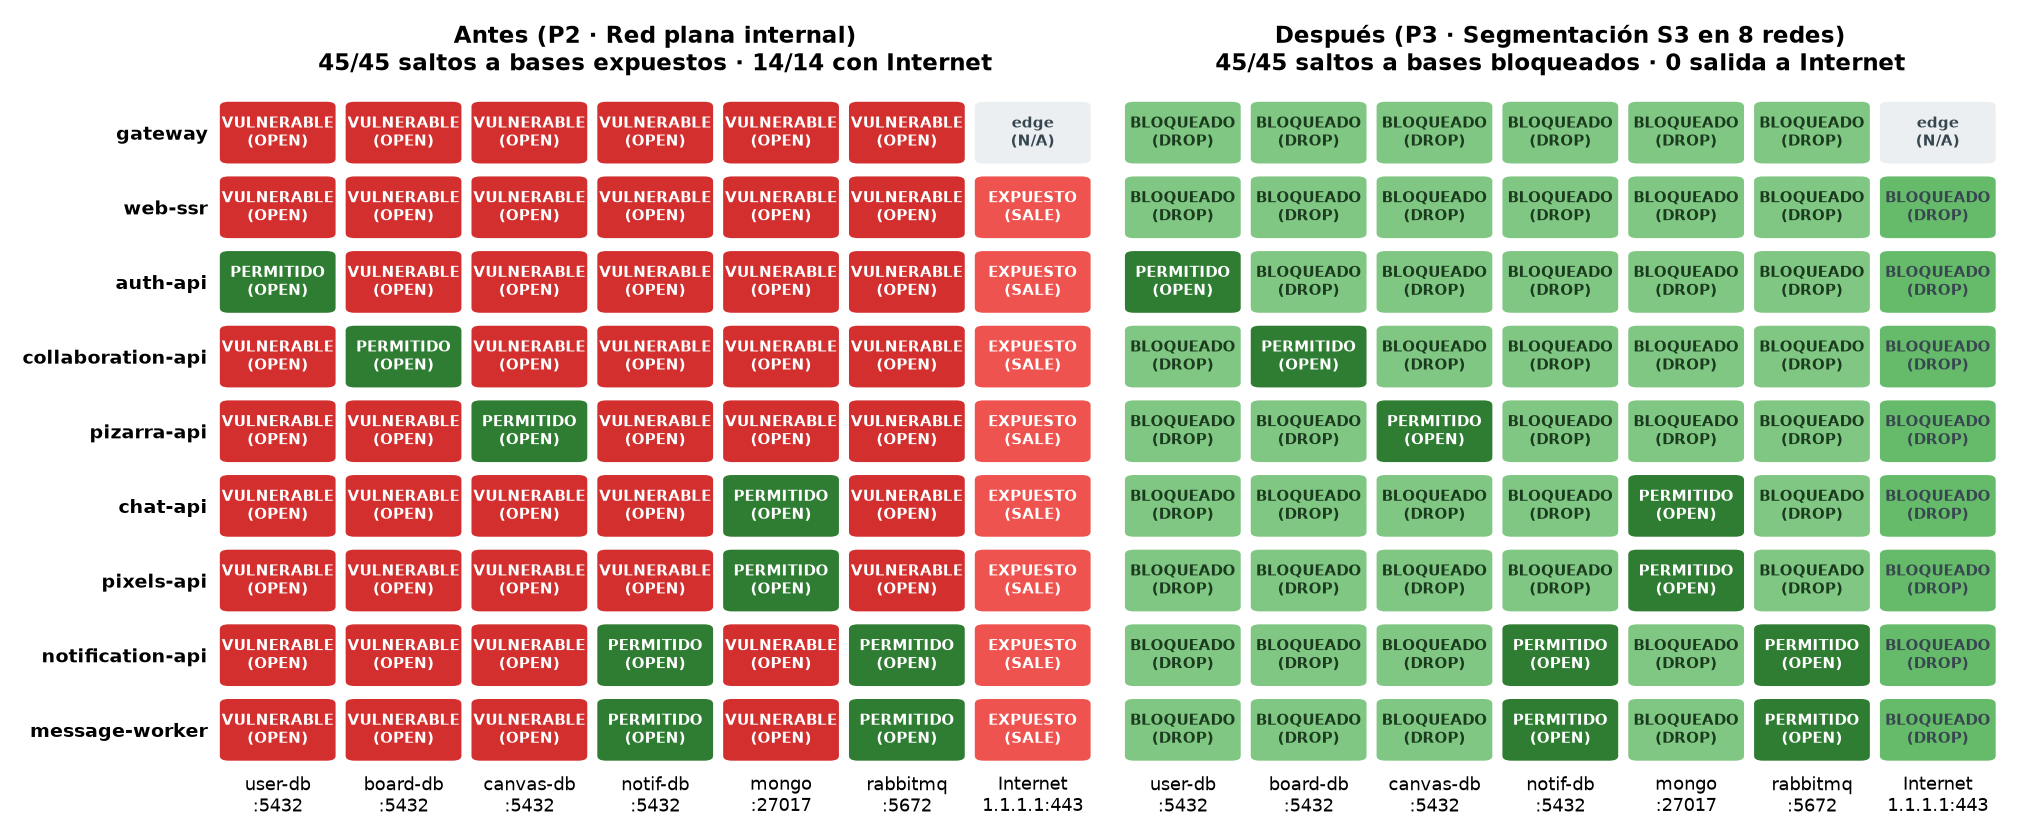 Antes (P2 · Red plana internal)
45/45 saltos a bases expuestos · 14/14 con Internet
Después (P3 · Segmentación S3 en 8 redes)
45/45 saltos a bases bloqueados · 0 salida a Internet
gateway
VULNERABLE VULNERABLE VULNERABLE VULNERABLE VULNERABLE VULNERABLE edge BLOQUEADO BLOQUEADO BLOQUEADO BLOQUEADO BLOQUEADO BLOQUEADO edge
(OPEN) (OPEN) (OPEN) (OPEN) (OPEN) (OPEN) (N/A) (DROP) (DROP) (DROP) (DROP) (DROP) (DROP) (N/A)
web-ssr
VULNERABLE VULNERABLE VULNERABLE VULNERABLE VULNERABLE VULNERABLE EXPUESTO BLOQUEADO BLOQUEADO BLOQUEADO BLOQUEADO BLOQUEADO BLOQUEADO BLOQUEADO
(OPEN) (OPEN) (OPEN) (OPEN) (OPEN) (OPEN) (SALE) (DROP) (DROP) (DROP) (DROP) (DROP) (DROP) (DROP)
auth-api
PERMITIDO VULNERABLE VULNERABLE VULNERABLE VULNERABLE VULNERABLE EXPUESTO PERMITIDO BLOQUEADO BLOQUEADO BLOQUEADO BLOQUEADO BLOQUEADO BLOQUEADO
(OPEN) (OPEN) (OPEN) (OPEN) (OPEN) (OPEN) (SALE) (OPEN) (DROP) (DROP) (DROP) (DROP) (DROP) (DROP)
collaboration-api
VULNERABLE PERMITIDO VULNERABLE VULNERABLE VULNERABLE VULNERABLE EXPUESTO BLOQUEADO PERMITIDO BLOQUEADO BLOQUEADO BLOQUEADO BLOQUEADO BLOQUEADO
(OPEN) (OPEN) (OPEN) (OPEN) (OPEN) (OPEN) (SALE) (DROP) (OPEN) (DROP) (DROP) (DROP) (DROP) (DROP)
pizarra-api
VULNERABLE VULNERABLE PERMITIDO VULNERABLE VULNERABLE VULNERABLE EXPUESTO BLOQUEADO BLOQUEADO PERMITIDO BLOQUEADO BLOQUEADO BLOQUEADO BLOQUEADO
(OPEN) (OPEN) (OPEN) (OPEN) (OPEN) (OPEN) (SALE) (DROP) (DROP) (OPEN) (DROP) (DROP) (DROP) (DROP)
chat-api
VULNERABLE VULNERABLE VULNERABLE VULNERABLE PERMITIDO VULNERABLE EXPUESTO BLOQUEADO BLOQUEADO BLOQUEADO BLOQUEADO PERMITIDO BLOQUEADO BLOQUEADO
(OPEN) (OPEN) (OPEN) (OPEN) (OPEN) (OPEN) (SALE) (DROP) (DROP) (DROP) (DROP) (OPEN) (DROP) (DROP)
pixels-api
VULNERABLE VULNERABLE VULNERABLE VULNERABLE PERMITIDO VULNERABLE EXPUESTO BLOQUEADO BLOQUEADO BLOQUEADO BLOQUEADO PERMITIDO BLOQUEADO BLOQUEADO
(OPEN) (OPEN) (OPEN) (OPEN) (OPEN) (OPEN) (SALE) (DROP) (DROP) (DROP) (DROP) (OPEN) (DROP) (DROP)
notification-api
VULNERABLE VULNERABLE VULNERABLE PERMITIDO VULNERABLE PERMITIDO EXPUESTO BLOQUEADO BLOQUEADO BLOQUEADO PERMITIDO BLOQUEADO PERMITIDO BLOQUEADO
(OPEN) (OPEN) (OPEN) (OPEN) (OPEN) (OPEN) (SALE) (DROP) (DROP) (DROP) (OPEN) (DROP) (OPEN) (DROP)
message-worker
VULNERABLE VULNERABLE VULNERABLE PERMITIDO VULNERABLE PERMITIDO EXPUESTO BLOQUEADO BLOQUEADO BLOQUEADO PERMITIDO BLOQUEADO PERMITIDO BLOQUEADO
(OPEN) (OPEN) (OPEN) (OPEN) (OPEN) (OPEN) (SALE) (DROP) (DROP) (DROP) (OPEN) (DROP) (OPEN) (DROP)
user-db board-db canvas-db notif-db mongo rabbitmq Internet user-db board-db canvas-db notif-db mongo rabbitmq Internet
:5432 :5432 :5432 :5432 :27017 :5672 1.1.1.1:443 :5432 :5432 :5432 :5432 :27017 :5672 1.1.1.1:443